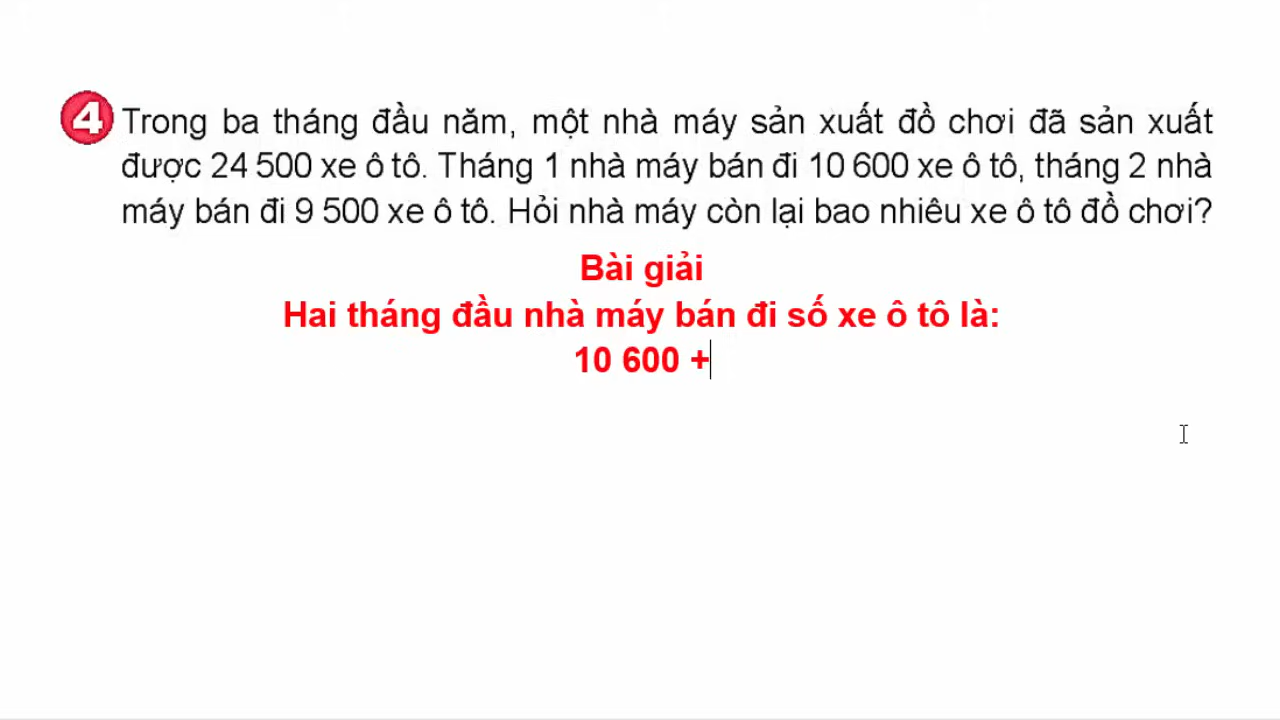 4 Trong ba tháng đầu năm, một nhà máy sản xuất đồ chơi đã sản xuất
được 24 500 xe ô tô. Tháng 1 nhà máy bán đi 10 600 xe ô tô, tháng 2 nhà
máy bán đi 9 500 xe ô tô. Hỏi nhà máy còn lại bao nhiêu xe ô tô đồ chơi?
Bài giải
Hai tháng đầu nhà máy bán đi số xe ô tô là:
10 600 +